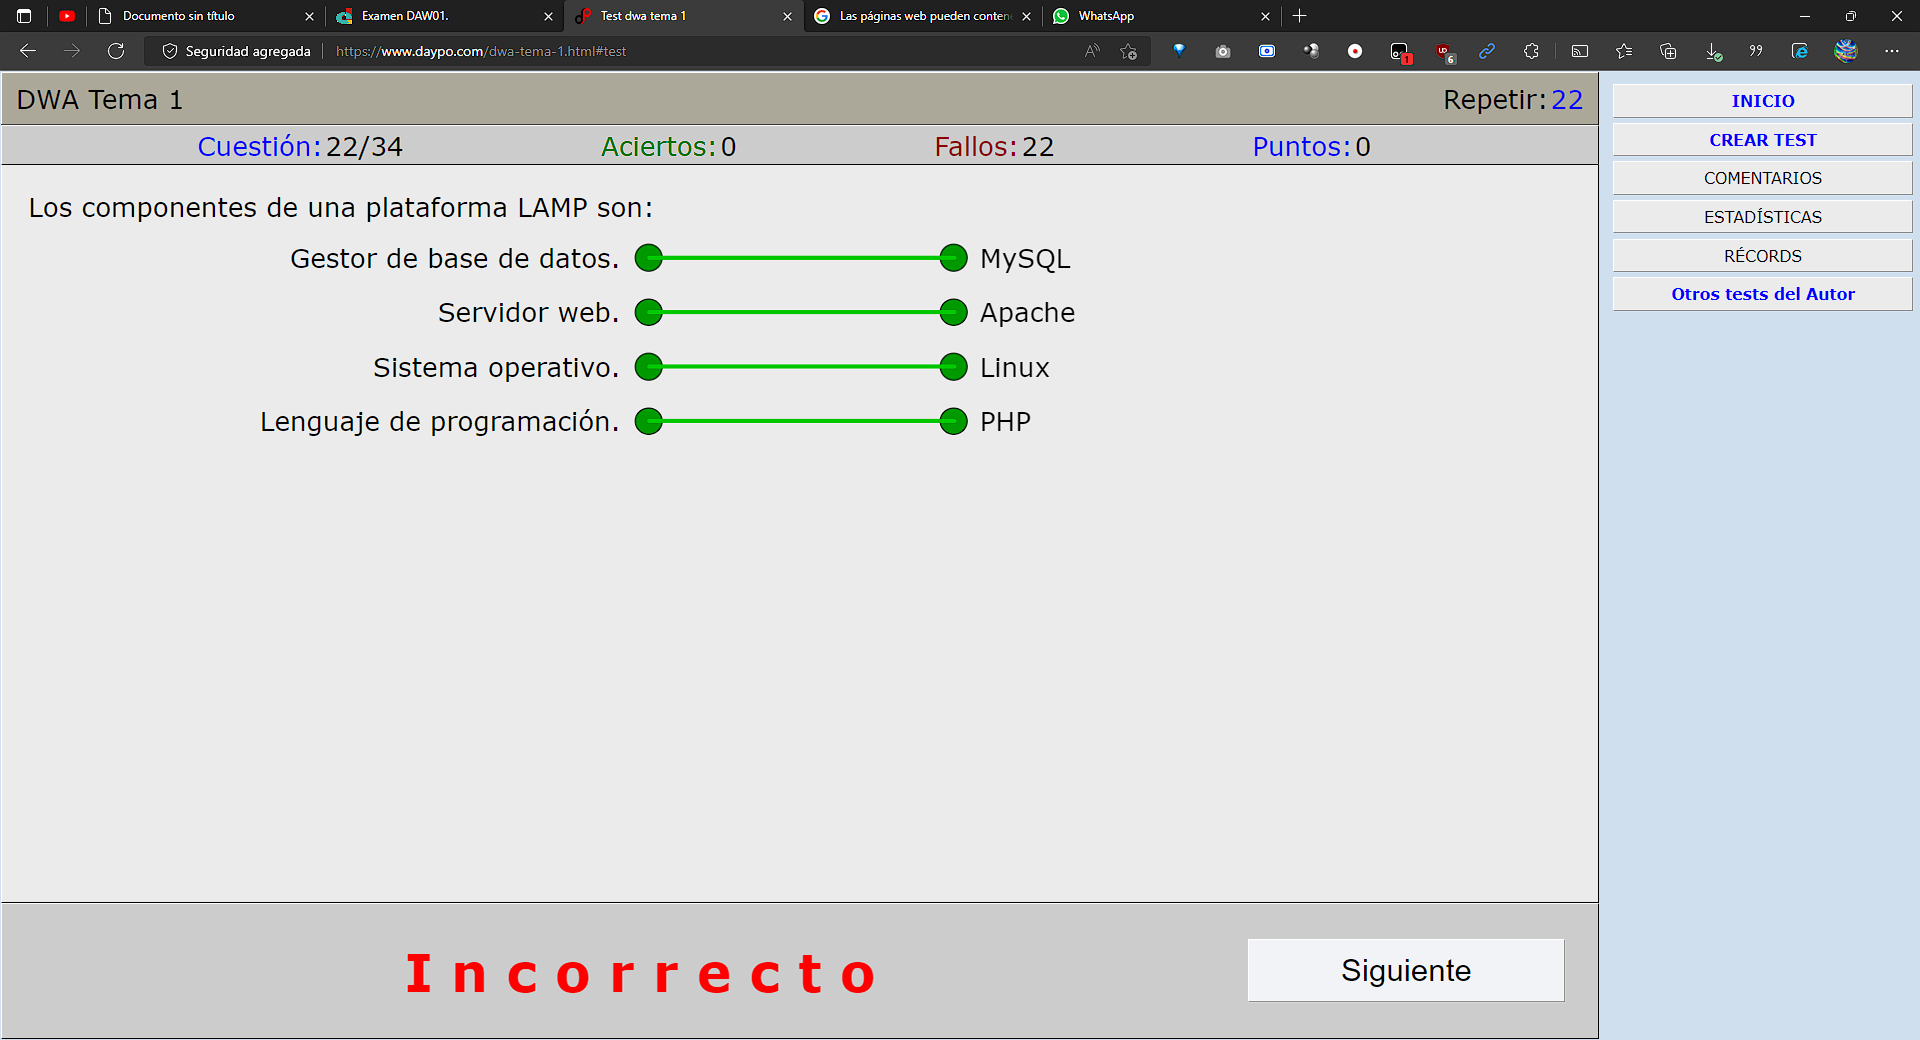 Documento sin título
Examen DAW01.
Test dwa tema 1
Las páginas web pueden conten
WhatsApp
Seguridad agregada
https://www.daypo.com/dwa-tema-1.html#test
1
6
DWA Tema 1
Repetir:22
Cuestión:22/34
Aciertos:0
Fallos:22
Puntos:0
Los componentes de una plataforma LAMP son:
Gestor de base de datos. MySQL
Servidor web. Apache
Sistema operativo. Linux
Lenguaje de programación. PHP
Incorrecto
Siguiente
INICIO
CREAR TEST
COMENTARIOS
ESTADÍSTICAS
RÉCORDS
Otros tests del Autor